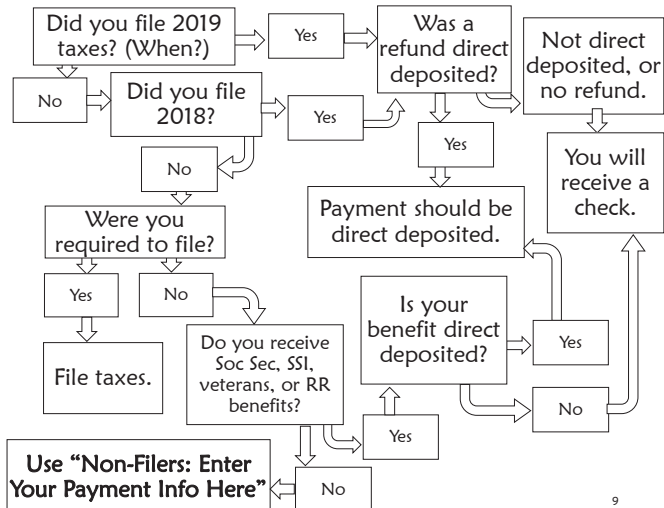 Did you file 2019
taxes? (When?)
Yes
Was a
refund direct
deposited?
Not direct
deposited, or
no refund.
No
Did you file
2018?
Yes
Yes
You will
receive a
check.
No
Payment should be
direct deposited.
Were you
required to file?
Yes
No
Is your
benefit direct
deposited?
Yes
File taxes.
Do you receive
Soc Sec, SSI,
veterans, or RR
benefits?
No
Yes
Use “Non-Filers: Enter
Your Payment Info Here”
No
9